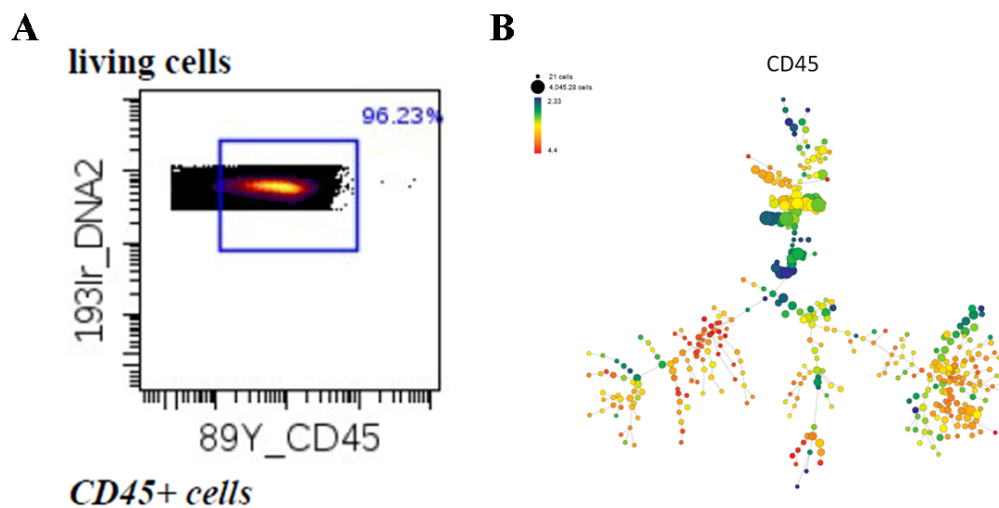 A
living cells
96.23%
193Ir_DNA2
89Y_CD45
CD45+ cells
B
CD45
21 cells
4,045.28 cells
2.33
4.4